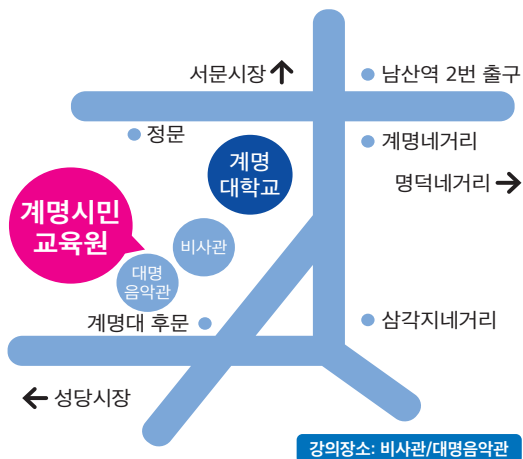 서문시장
남산역 2번 출구
정문
계명네거리
계명
대학교
명덕네거리
계명시민
교육원
비사관
대명
음악관
계명대 후문
삼각지네거리
성당시장
강의장소: 비사관/대명음악관